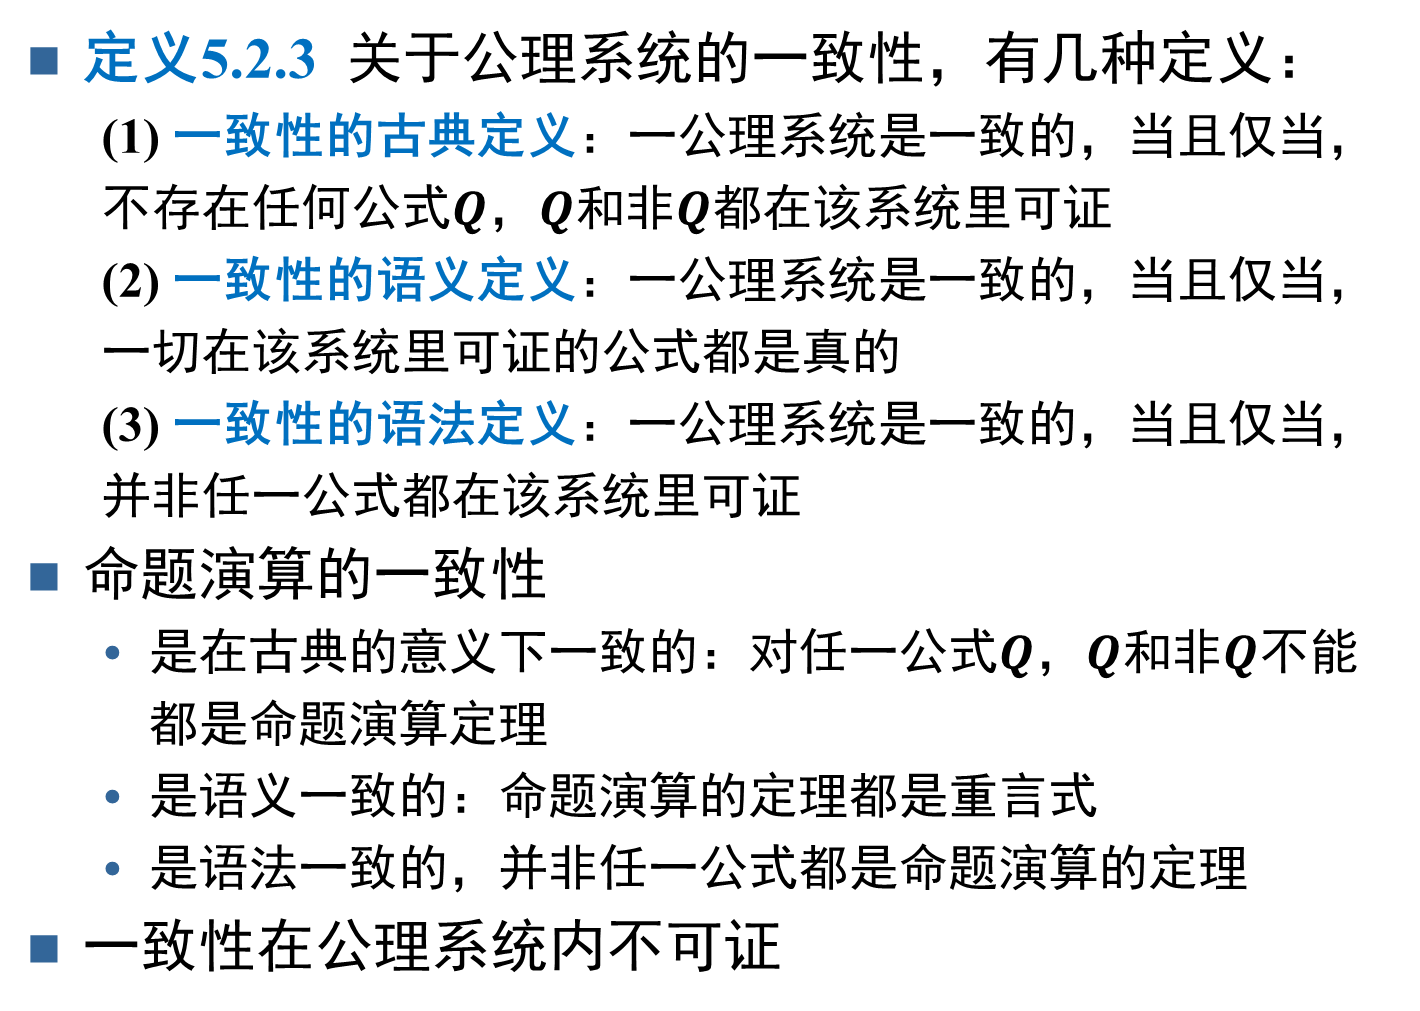 ■ 定义5.2.3 关于公理系统的一致性，有几种定义：
(1) 一致性的古典定义：一公理系统是一致的，当且仅当，
不存在任何公式Q，Q和非Q都在该系统里可证
(2) 一致性的语义定义：一公理系统是一致的，当且仅当，
一切在该系统里可证的公式都是真的
(3) 一致性的语法定义：一公理系统是一致的，当且仅当，
并非任一公式都在该系统里可证
■ 命题演算的一致性
• 是在古典的意义下一致的：对任一公式Q，Q和非Q不能
都是命题演算定理
• 是语义一致的：命题演算的定理都是重言式
• 是语法一致的，并非任一公式都是命题演算的定理
■ 一致性在公理系统内不可证